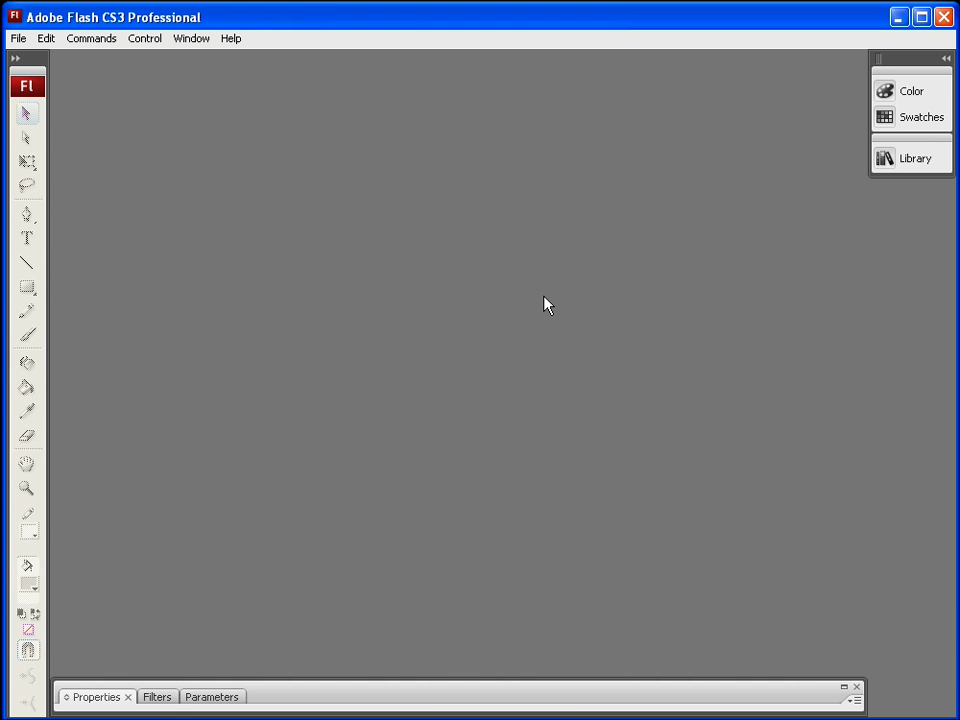 Fl Adobe Flash CS3 Professional
File Edit Commands Control Window Help
Fl
T
Color
Swatches
Library
Properties Filters Parameters